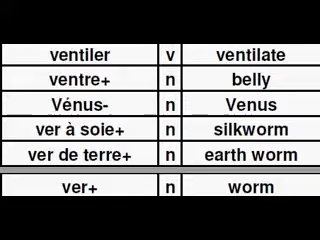 ventiler v ventilate
ventre+ n belly
Vénus- n Venus
ver à soie+ n silkworm
ver de terre+ n earth worm
ver+ n worm